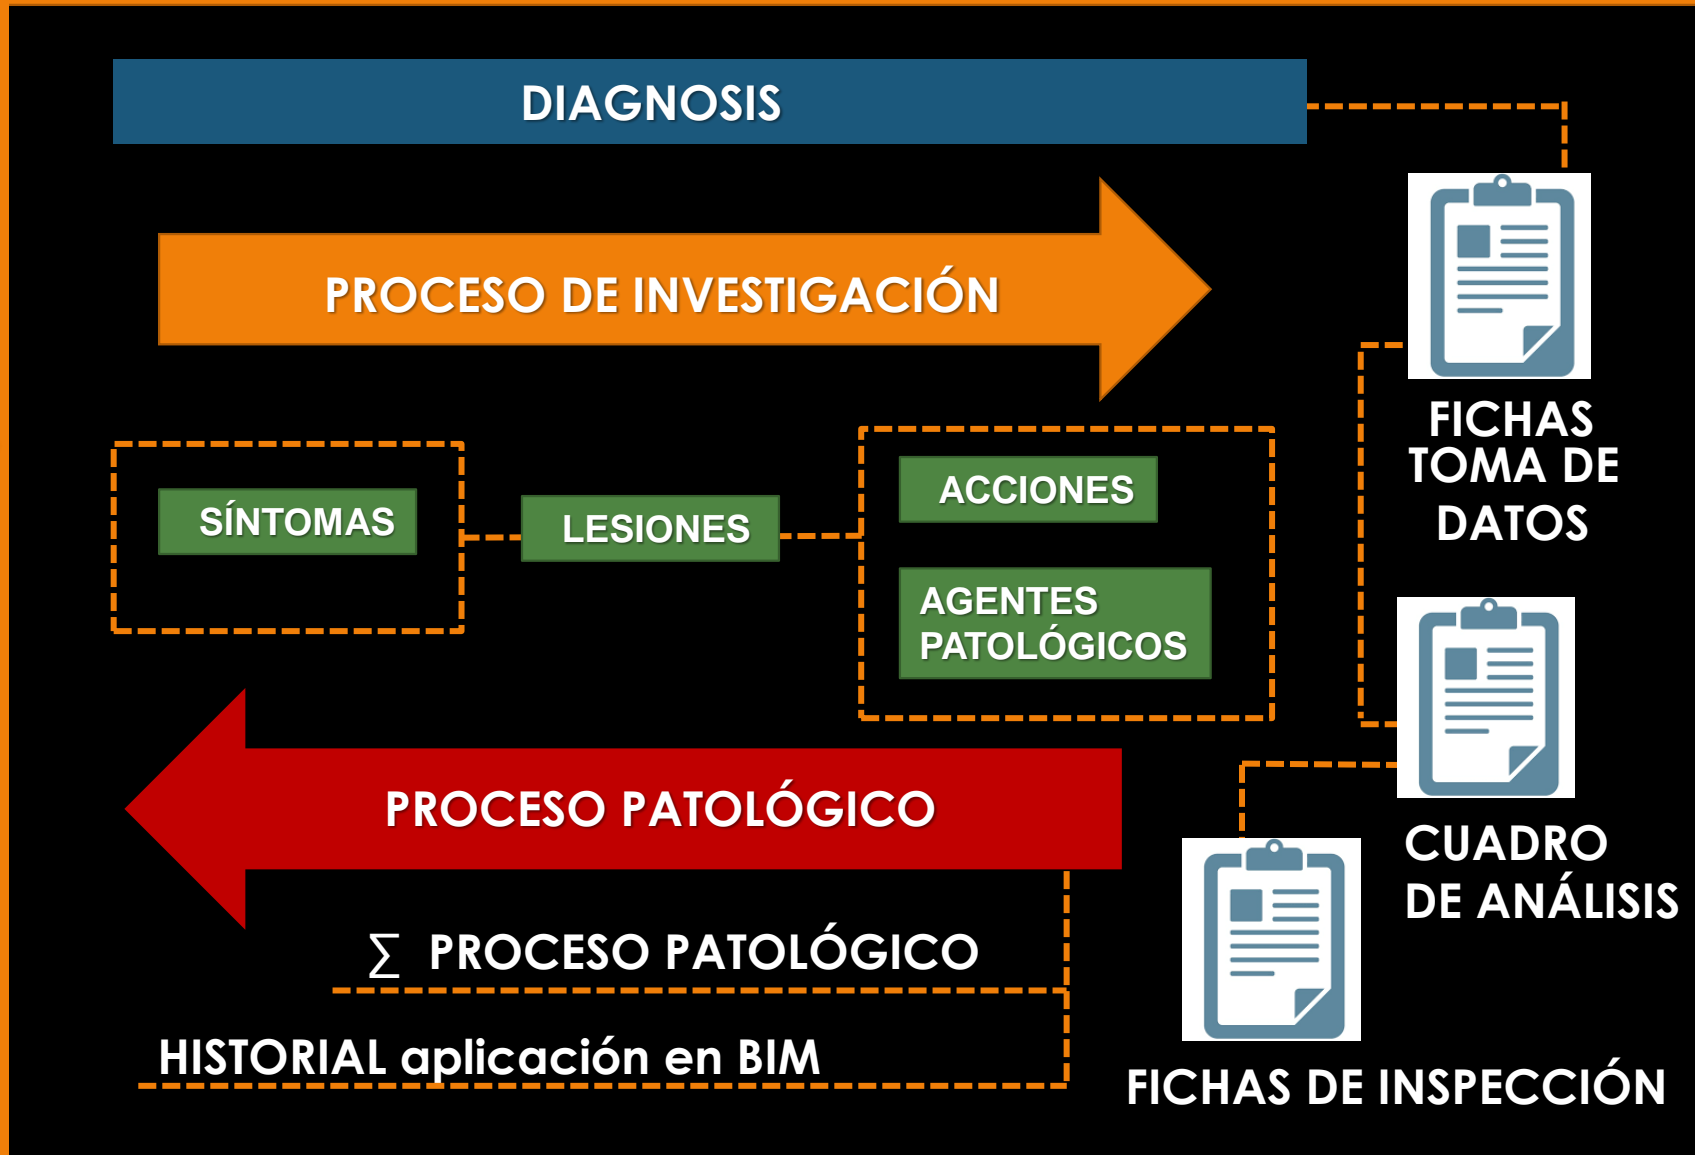 DIAGNOSIS
PROCESO DE INVESTIGACIÓN
FICHAS
TOMA DE
DATOS
SÍNTOMAS
LESIONES
ACCIONES
AGENTES
PATOLÓGICOS
PROCESO PATOLÓGICO
CUADRO
DE ANÁLISIS
∑ PROCESO PATOLÓGICO
HISTORIAL aplicación en BIM
FICHAS DE INSPECCIÓN